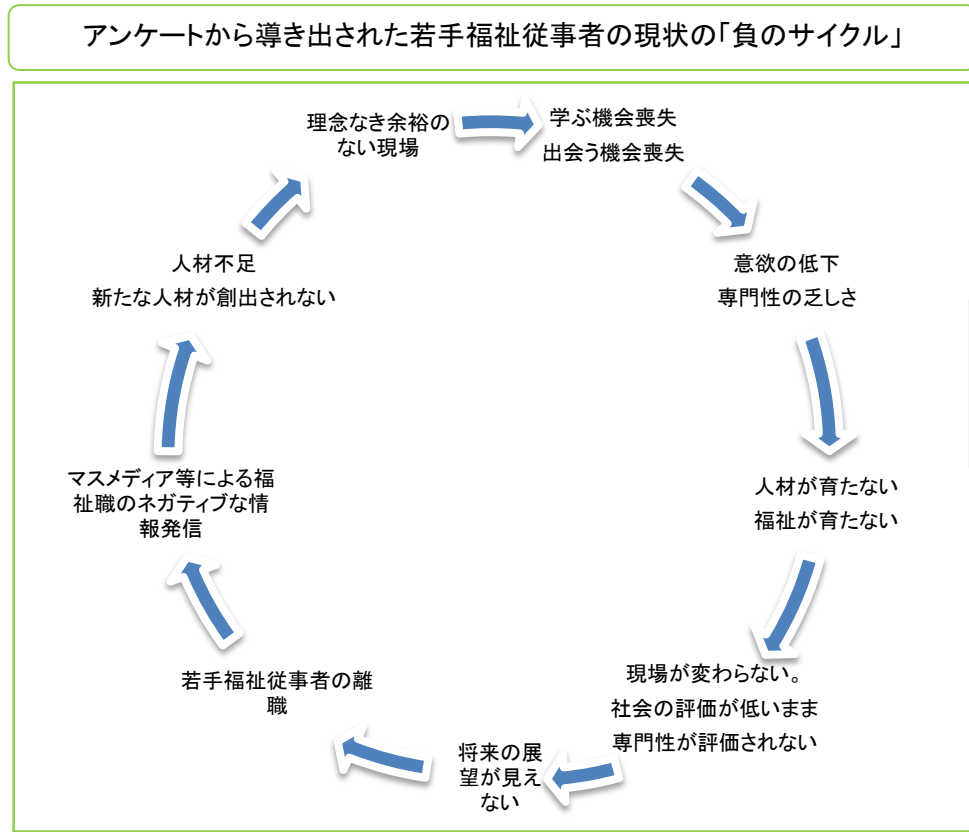 アンケートから導き出された若手福祉従事者の現状の「負のサイクル」
理念なき余裕の
ない現場
学ぶ機会喪失
出会う機会喪失
意欲の低下
専門性の乏しさ
人材が育たない
福祉が育たない
現場が変わらない。
社会の評価が低いまま
専門性が評価されない
将来の展
望が見え
ない
若手福祉従事者の離
職
マスメディア等による福
祉職のネガティブな情
報発信
人材不足
新たな人材が創出されない